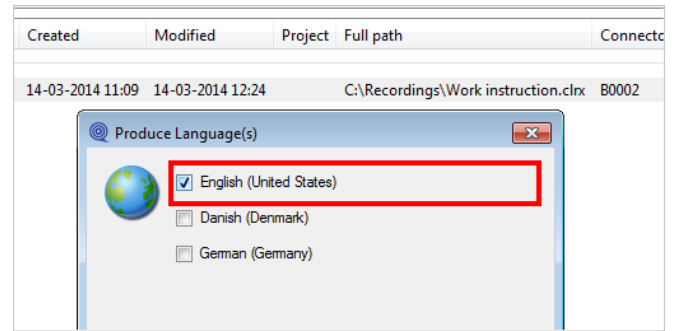 Created Modified Project Full path Connecto
14-03-2014 11:09 14-03-2014 12:24 C:\Recordings\Work instruction.clrx B0002
Produce Language(s)
English (United States)
Danish (Denmark)
German (Germany)